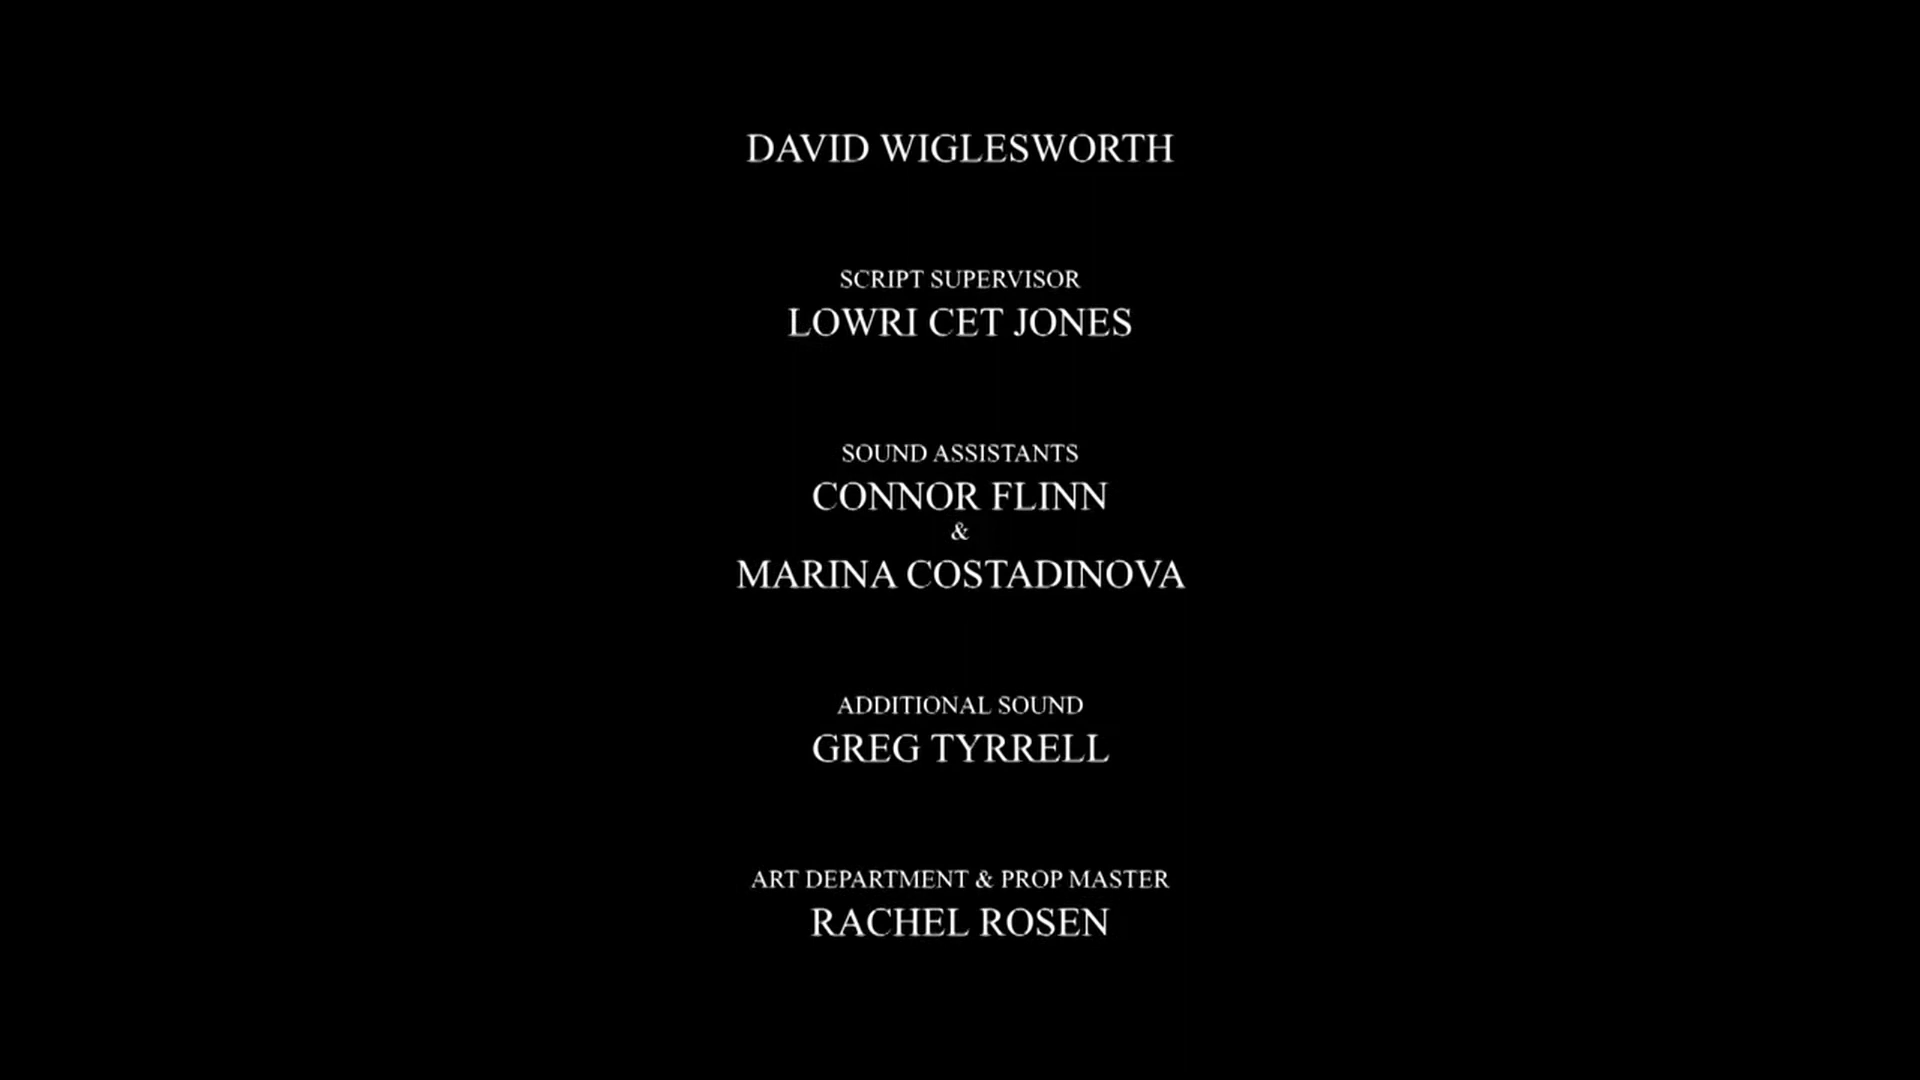 DAVID WIGLESWORTH
SCRIPT SUPERVISOR
LOWRI CET JONES
SOUND ASSISTANTS
CONNOR FLINN
&
MARINA COSTADINOVA
ADDITIONAL SOUND
GREG TYRRELL
ART DEPARTMENT & PROP MASTER
RACHEL ROSEN